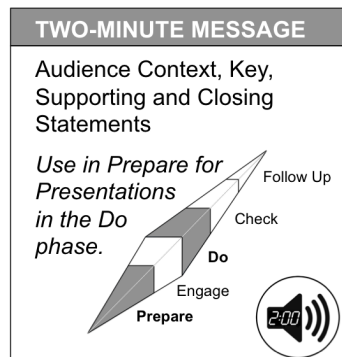 TWO-MINUTE MESSAGE
Audience Context, Key,
Supporting and Closing
Statements
Use in Prepare for
Presentations
in the Do
phase.
Follow Up
Check
Do
Engage
Prepare
2:00